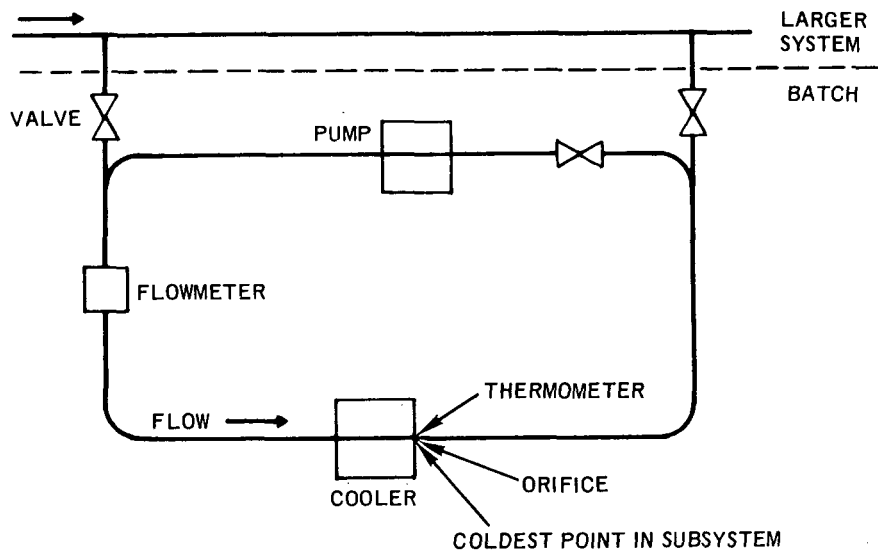 LARGER
SYSTEM
BATCH
VALVE
PUMP
FLOWMETER
THERMOMETER
FLOW
ORIFICE
COOLER
COLDEST POINT IN SUBSYSTEM